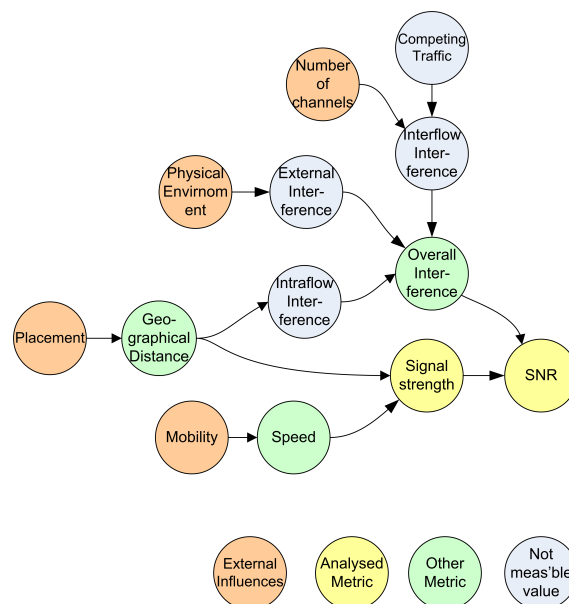 Competing
Traffic
Number
of
channels
Interflow
Inter-
ference
Physical
Envirnom
ent
External
Inter-
ference
Overall
Inter-
ference
Intraflow
Inter-
ference
Placement
Geo-
graphical
Distance
Signal
strength
SNR
Mobility
Speed
External
Influences
Analysed
Metric
Other
Metric
Not
meas'ble
value